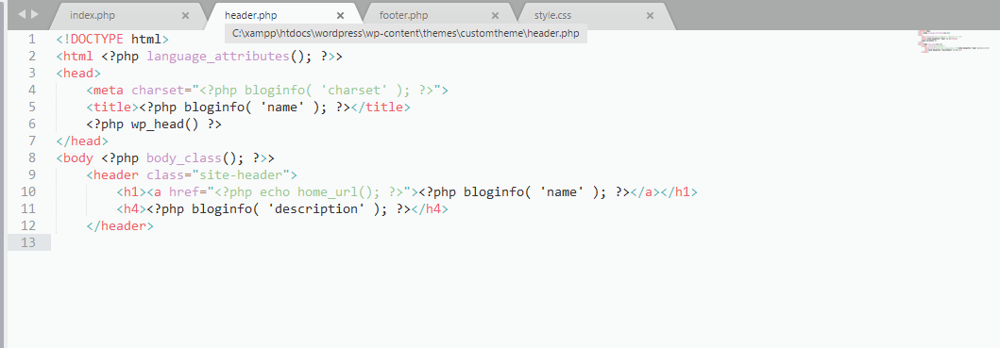 index.php × header.php × footer.php × style.css ×
C:\xampp\htdocs\wordpress\wp-content\themes\customtheme\header.php
1 <!DOCTYPE html>
2 <html <?php language_attributes(); ?>>
3 <head>
4 <meta charset="<?php bloginfo( 'charset' ); ?>">
5 <title><?php bloginfo( 'name' ); ?></title>
6 <?php wp_head() ?>
7 </head>
8 <body <?php body_class(); ?>>
9 <header class="site-header">
10 <h1><a href="<?php echo home_url(); ?>"><?php bloginfo( 'name' ); ?></a></h1>
11 <h4><?php bloginfo( 'description' ); ?></h4>
12 </header>
13